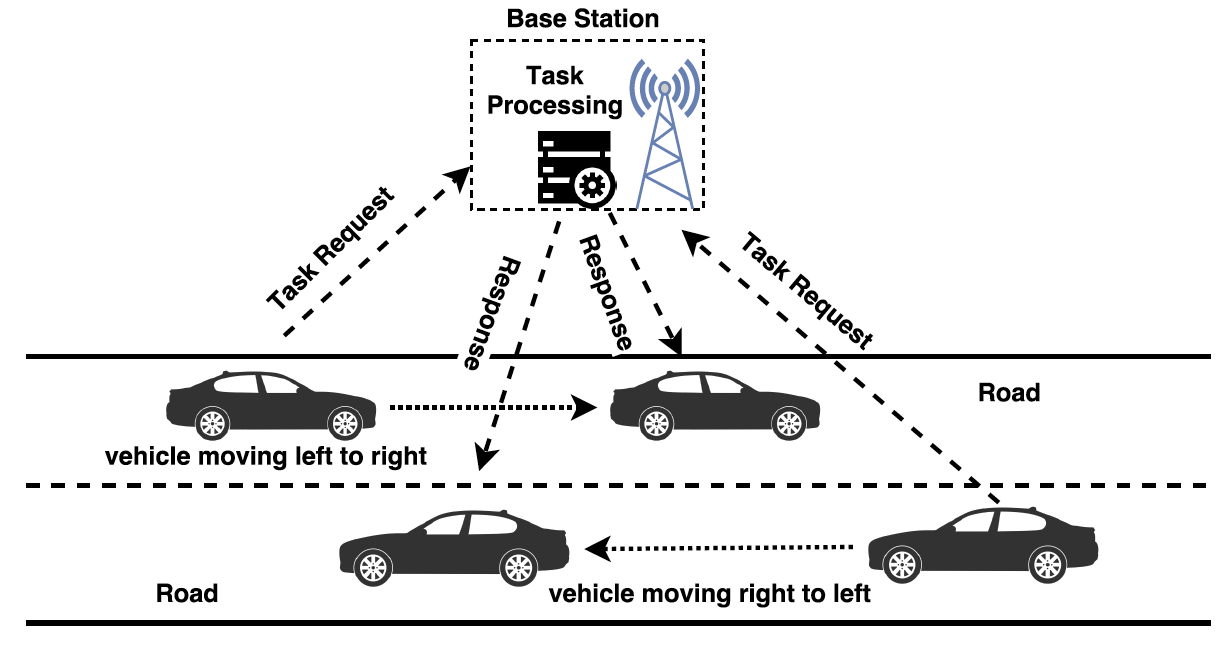 Base Station
Task
Processing
Task Request
Response
Response
Task Request
Road
vehicle moving left to right
Road
vehicle moving right to left